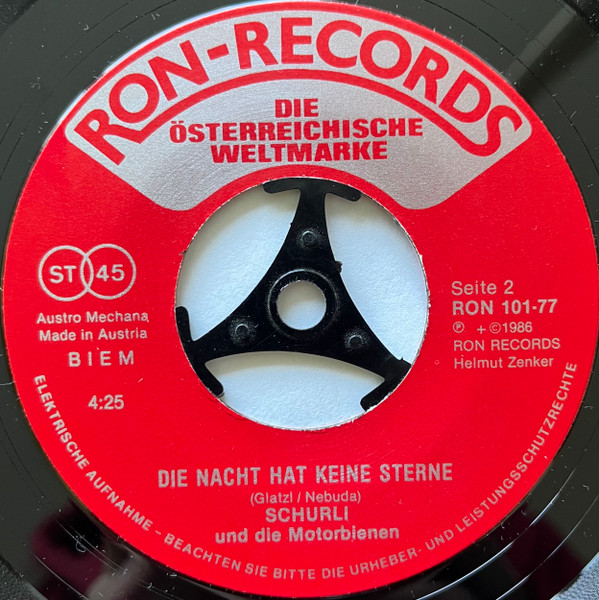 RON-RECORDS
DIE
ÖSTERREICHISCHE
WELTMARKE
ST 45
Austro Mechana
Made in Austria
BIEM
4:25
Seite 2
RON 101-77
℗ + © 1986
RON RECORDS
Helmut Zenker
DIE NACHT HAT KEINE STERNE
(Glatzl / Nebuda)
SCHURLI
und die Motorbienen
ELEKTRISCHE AUFNAHME - BEACHTEN SIE BITTE DIE URHEBER- UND LEISTUNGSSCHUTZRECHTE